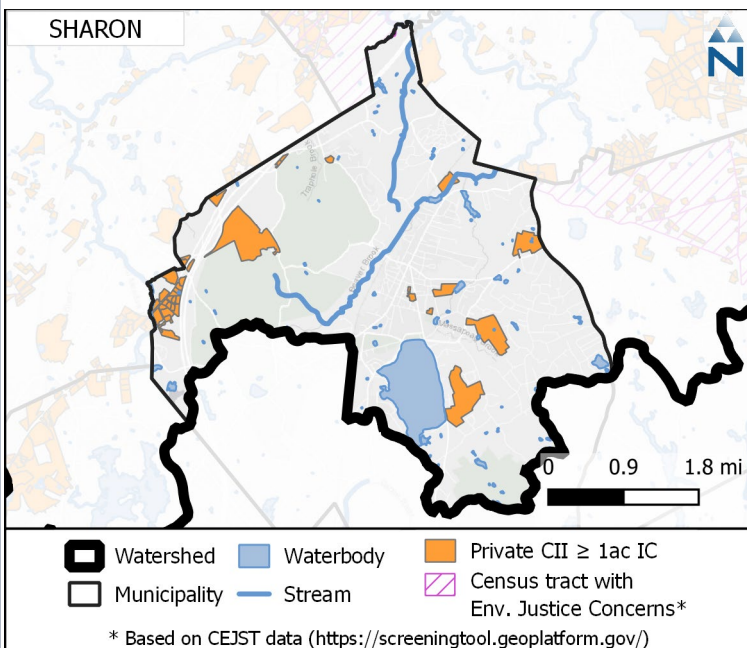 SHARON
N
0 0.9 1.8 mi
Watershed Waterbody Private CII ≥ 1ac IC
Municipality Stream Census tract with
Env. Justice Concerns*
* Based on CEJST data (https://screeningtool.geoplatform.gov/)